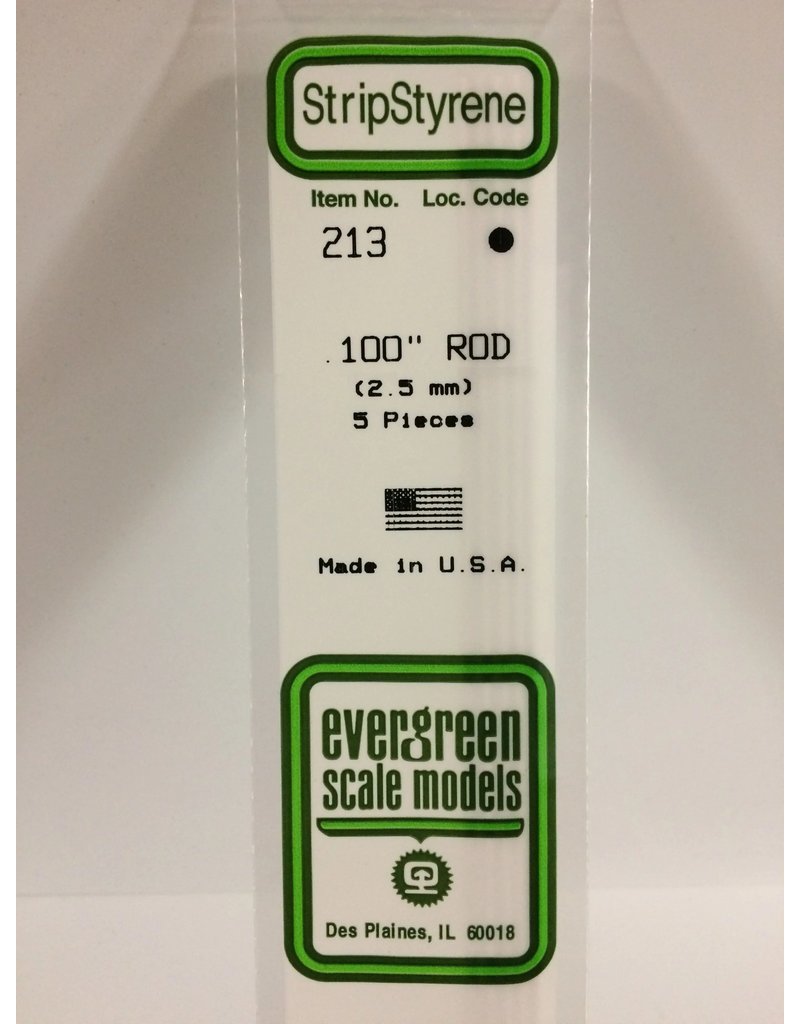 StripStyrene
Item No. Loc. Code
213 ●
.100" ROD
(2.5 mm)
5 Pieces
Made in U.S.A.
evergreen
scale models
Des Plaines, IL 60018